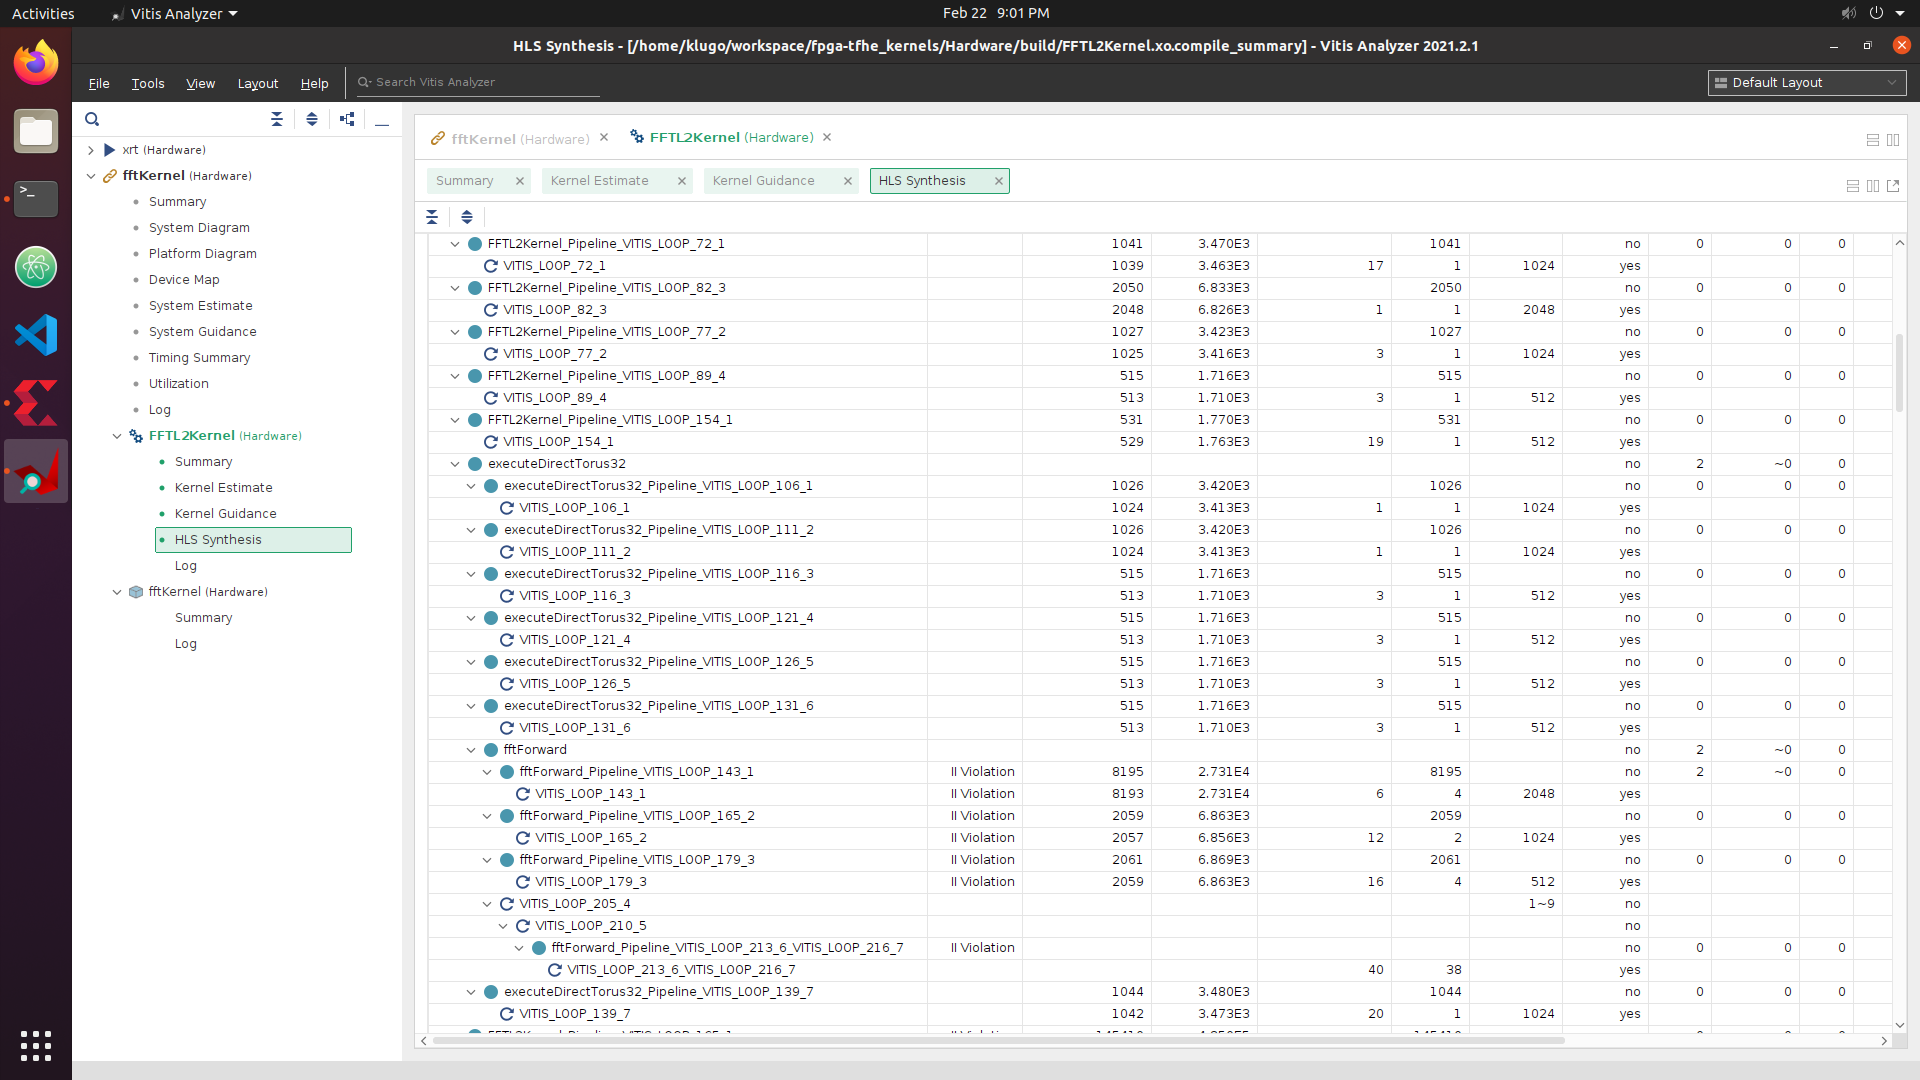 Activities Vitis Analyzer Feb 22 9:01 PM
HLS Synthesis - [/home/klugo/workspace/fpga-tfhe_kernels/Hardware/build/FFTL2Kernel.xo.compile_summary] - Vitis Analyzer 2021.2.1
File Tools View Layout Help Search Vitis Analyzer Default Layout
xrt (Hardware)
fftKernel (Hardware)
Summary
System Diagram
Platform Diagram
Device Map
System Estimate
System Guidance
Timing Summary
Utilization
Log
FFTL2Kernel (Hardware)
Summary
Kernel Estimate
Kernel Guidance
HLS Synthesis
Log
fftKernel (Hardware)
Summary
Log
fftKernel (Hardware) FFTL2Kernel (Hardware)
Summary Kernel Estimate Kernel Guidance HLS Synthesis
FFTL2Kernel_Pipeline_VITIS_LOOP_72_1 1041 3.470E3 1041 no 0 0 0
VITIS_LOOP_72_1 1039 3.463E3 17 1 1024 yes
FFTL2Kernel_Pipeline_VITIS_LOOP_82_3 2050 6.833E3 2050 no 0 0 0
VITIS_LOOP_82_3 2048 6.826E3 1 1 2048 yes
FFTL2Kernel_Pipeline_VITIS_LOOP_77_2 1027 3.423E3 1027 no 0 0 0
VITIS_LOOP_77_2 1025 3.416E3 3 1 1024 yes
FFTL2Kernel_Pipeline_VITIS_LOOP_89_4 515 1.716E3 515 no 0 0 0
VITIS_LOOP_89_4 513 1.710E3 3 1 512 yes
FFTL2Kernel_Pipeline_VITIS_LOOP_154_1 531 1.770E3 531 no 0 0 0
VITIS_LOOP_154_1 529 1.763E3 19 1 512 yes
executeDirectTorus32 no 2 ~0 0
executeDirectTorus32_Pipeline_VITIS_LOOP_106_1 1026 3.420E3 1026 no 0 0 0
VITIS_LOOP_106_1 1024 3.413E3 1 1 1024 yes
executeDirectTorus32_Pipeline_VITIS_LOOP_111_2 1026 3.420E3 1026 no 0 0 0
VITIS_LOOP_111_2 1024 3.413E3 1 1 1024 yes
executeDirectTorus32_Pipeline_VITIS_LOOP_116_3 515 1.716E3 515 no 0 0 0
VITIS_LOOP_116_3 513 1.710E3 3 1 512 yes
executeDirectTorus32_Pipeline_VITIS_LOOP_121_4 515 1.716E3 515 no 0 0 0
VITIS_LOOP_121_4 513 1.710E3 3 1 512 yes
executeDirectTorus32_Pipeline_VITIS_LOOP_126_5 515 1.716E3 515 no 0 0 0
VITIS_LOOP_126_5 513 1.710E3 3 1 512 yes
executeDirectTorus32_Pipeline_VITIS_LOOP_131_6 515 1.716E3 515 no 0 0 0
VITIS_LOOP_131_6 513 1.710E3 3 1 512 yes
fftForward no 2 ~0 0
fftForward_Pipeline_VITIS_LOOP_143_1 II Violation 8195 2.731E4 8195 no 2 ~0 0
VITIS_LOOP_143_1 II Violation 8193 2.731E4 6 4 2048 yes
fftForward_Pipeline_VITIS_LOOP_165_2 II Violation 2059 6.863E3 2059 no 0 0 0
VITIS_LOOP_165_2 II Violation 2057 6.856E3 12 2 1024 yes
fftForward_Pipeline_VITIS_LOOP_179_3 II Violation 2061 6.869E3 2061 no 0 0 0
VITIS_LOOP_179_3 II Violation 2059 6.863E3 16 4 512 yes
VITIS_LOOP_205_4 1~9 no
VITIS_LOOP_210_5 no
fftForward_Pipeline_VITIS_LOOP_213_6_VITIS_LOOP_216_7 II Violation no 0 0 0
VITIS_LOOP_213_6_VITIS_LOOP_216_7 40 38 yes
executeDirectTorus32_Pipeline_VITIS_LOOP_139_7 1044 3.480E3 1044 no 0 0 0
VITIS_LOOP_139_7 1042 3.473E3 20 1 1024 yes